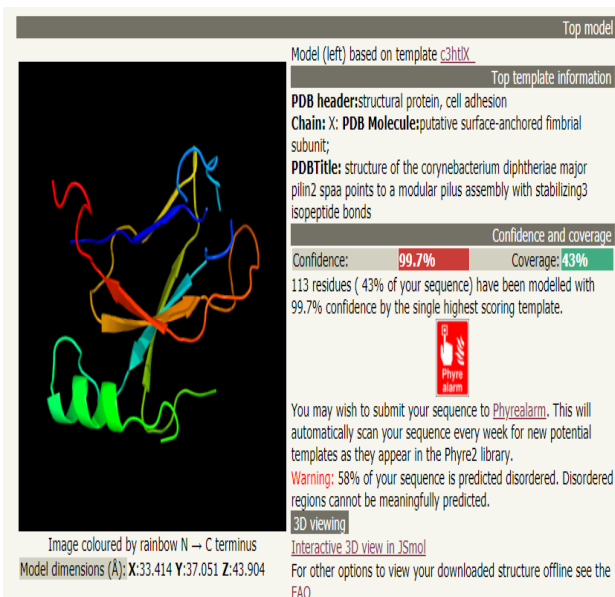 Top model
Model (left) based on template c3htlX_
Top template information
PDB header:structural protein, cell adhesion
Chain: X: PDB Molecule:putative surface-anchored fimbrial
subunit;
PDBTitle: structure of the corynebacterium diphtheriae major
pilin2 spaa points to a modular pilus assembly with stabilizing3
isopeptide bonds
Confidence and coverage
Confidence: 99.7% Coverage: 43%
113 residues ( 43% of your sequence) have been modelled with
99.7% confidence by the single highest scoring template.
Phyre
alarm
You may wish to submit your sequence to Phyrealarm. This will
automatically scan your sequence every week for new potential
templates as they appear in the Phyre2 library.
Warning: 58% of your sequence is predicted disordered. Disordered
regions cannot be meaningfully predicted.
3D viewing
Interactive 3D view in JSmol
For other options to view your downloaded structure offline see the
FAQ
Image coloured by rainbow N → C terminus
Model dimensions (Å): X:33.414 Y:37.051 Z:43.904